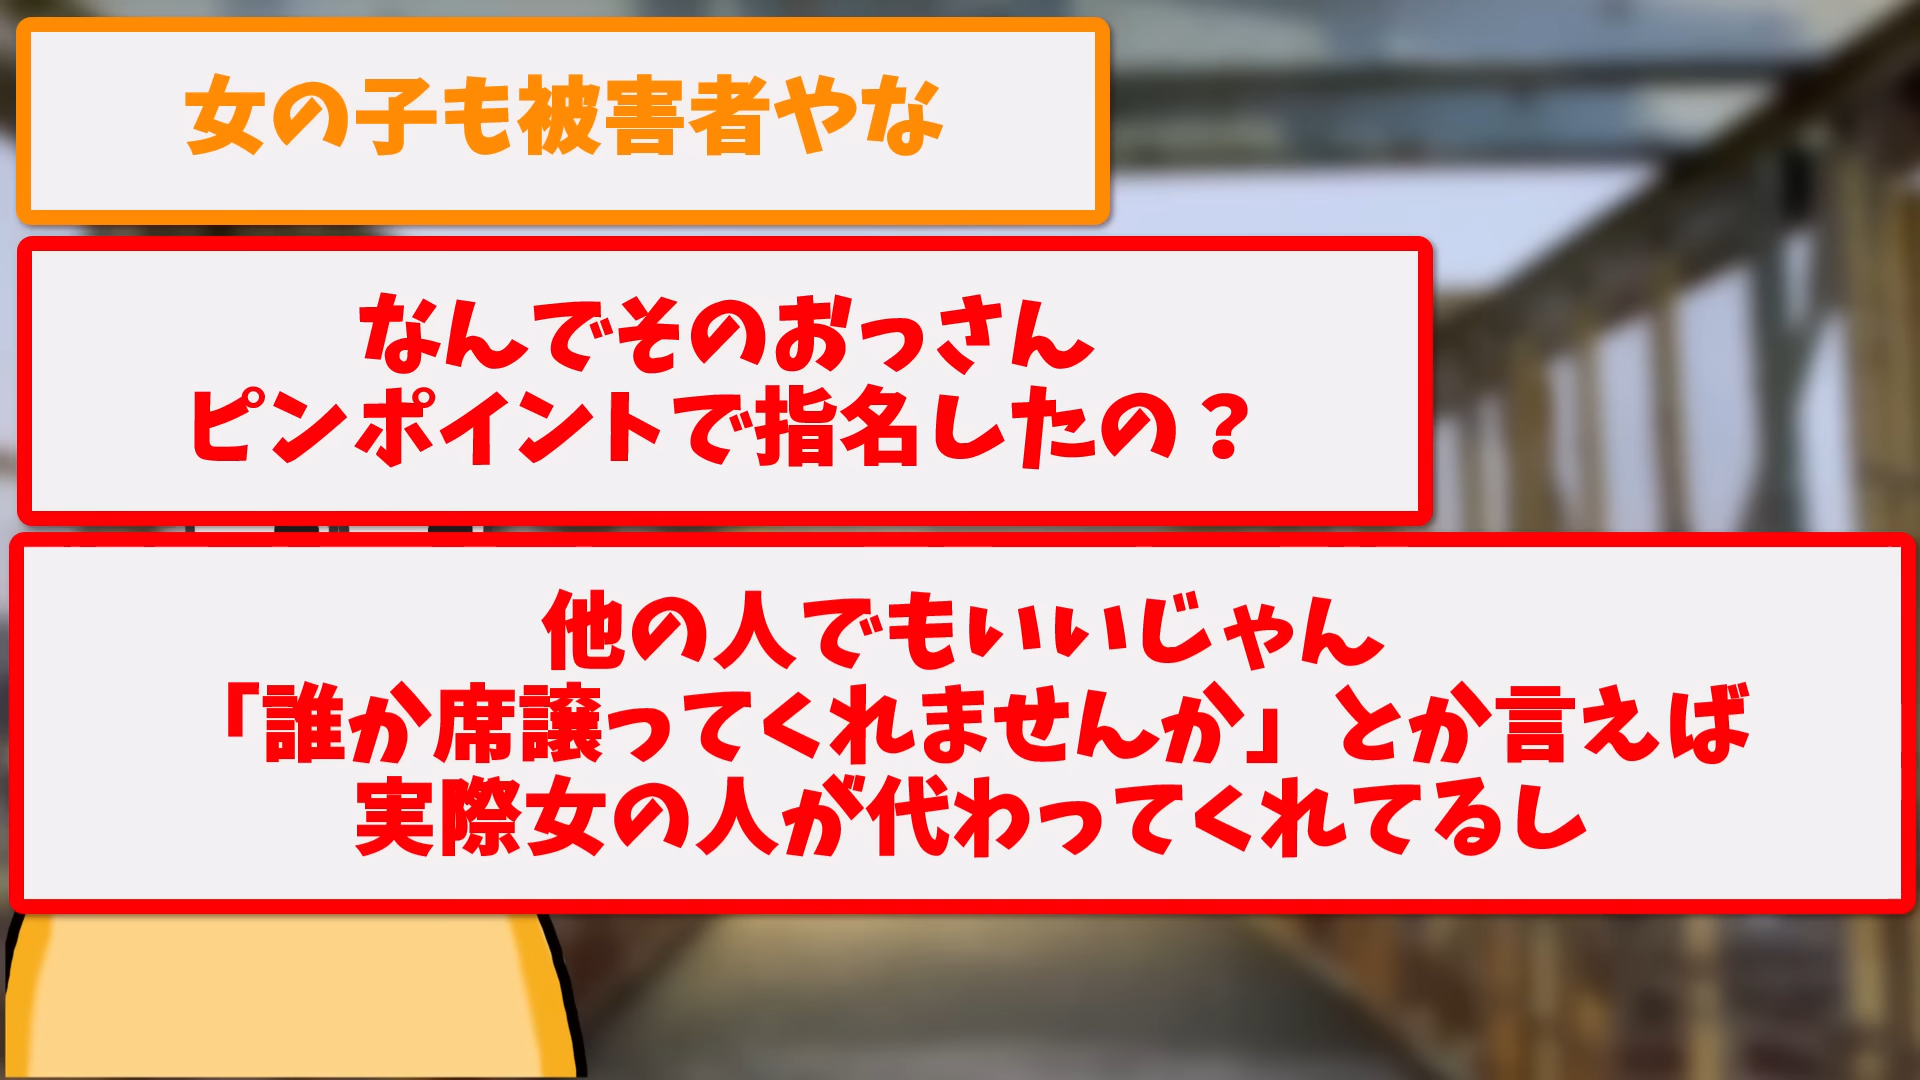 女の子も被害者やな
なんでそのおっさん
ピンポイントで指名したの？
他の人でもいいじゃん
「誰か席譲ってくれませんか」とか言えば
実際女の人が代わってくれてるし